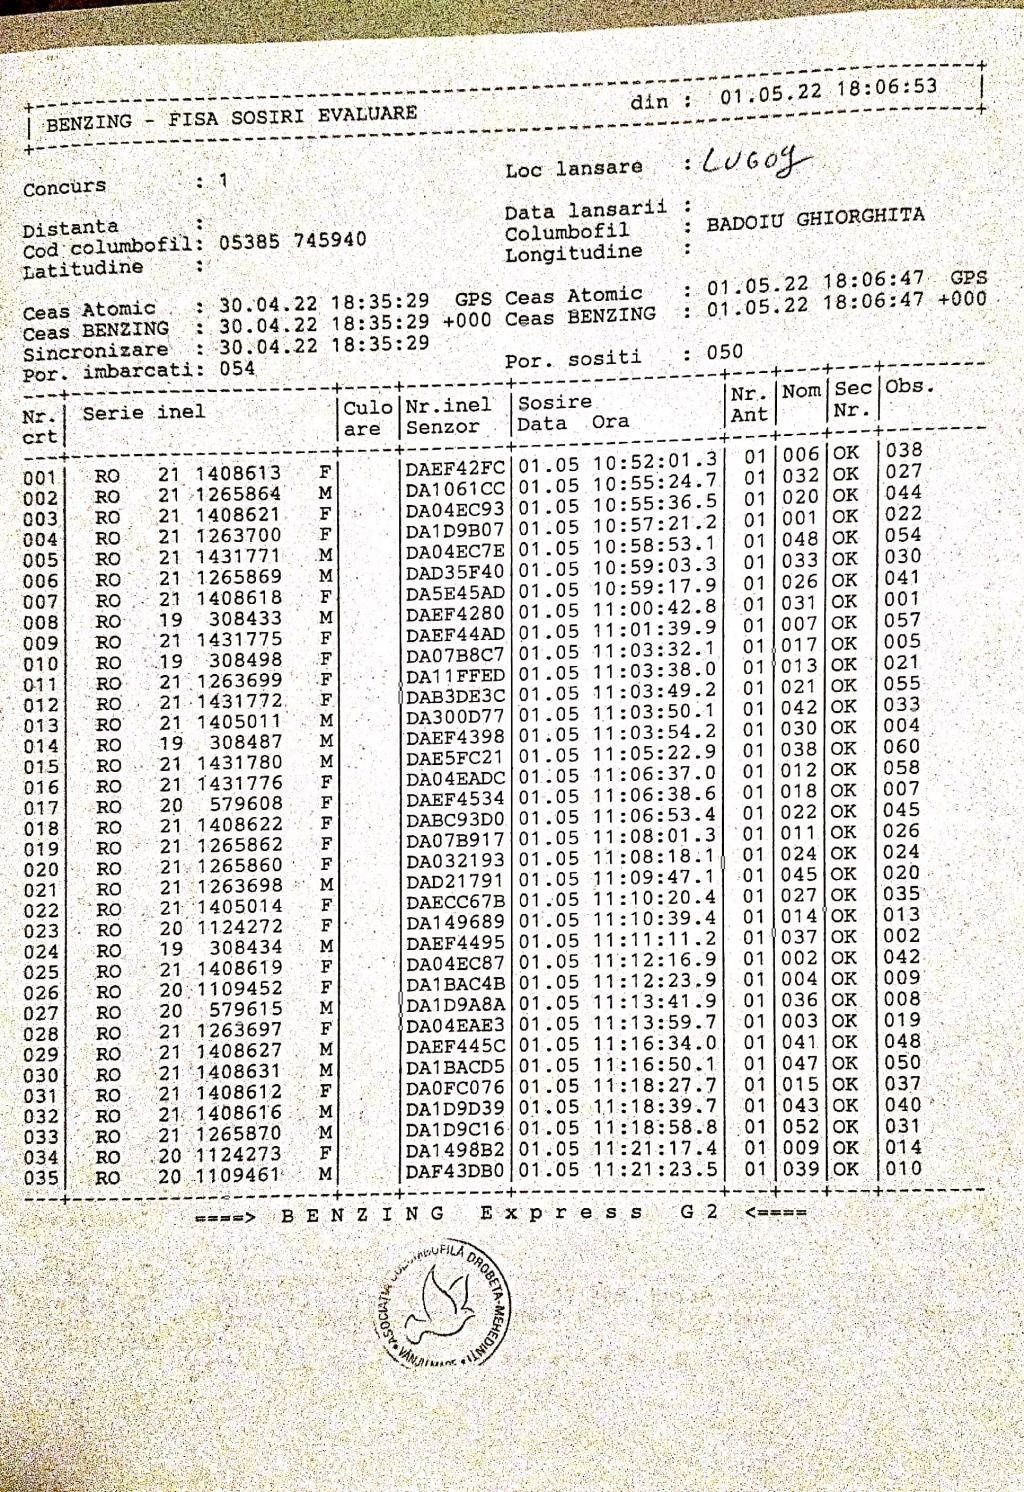 BENZING - FISA SOSIRI EVALUARE din : 01.05.22 18:06:53
Concurs : 1 Loc lansare : LUGOJ
Distanta : Data lansarii :
Cod columbofil: 05385 745940 Columbofil : BADOIU GHIORGHITA
Latitudine : Longitudine :
Ceas Atomic : 30.04.22 18:35:29 GPS Ceas Atomic : 01.05.22 18:06:47 GPS
Ceas BENZING : 30.04.22 18:35:29 +000 Ceas BENZING : 01.05.22 18:06:47 +000
Sincronizare : 30.04.22 18:35:29
Por. imbarcati: 054 Por. sositi : 050
Nr. Serie inel Culo Nr.inel Sosire Nr. Nom Sec Obs.
crt are Senzor Data Ora Ant Nr.
001 RO 21 1408613 F DAEF42FC 01.05 10:52:01.3 01 006 OK 038
002 RO 21 1265864 M DA1061CC 01.05 10:55:24.7 01 032 OK 027
003 RO 21 1408621 F DA04EC93 01.05 10:55:36.5 01 020 OK 044
004 RO 21 1263700 F DA1D9B07 01.05 10:57:21.2 01 001 OK 022
005 RO 21 1431771 M DA04EC7E 01.05 10:58:53.1 01 048 OK 054
006 RO 21 1265869 M DAD35F40 01.05 10:59:03.3 01 033 OK 030
007 RO 21 1408618 F DA5E45AD 01.05 10:59:17.9 01 026 OK 041
008 RO 19 308433 M DAEF4280 01.05 11:00:42.8 01 031 OK 001
009 RO 21 1431775 F DAEF44AD 01.05 11:01:39.9 01 007 OK 057
010 RO 19 308498 F DA07B8C7 01.05 11:03:32.1 01 017 OK 005
011 RO 21 1263699 F DA11FFED 01.05 11:03:38.0 01 013 OK 021
012 RO 21 1431772 F DAB3DE3C 01.05 11:03:49.2 01 021 OK 055
013 RO 21 1405011 M DA300D77 01.05 11:03:50.1 01 042 OK 033
014 RO 19 308487 M DAEF4398 01.05 11:03:54.2 01 030 OK 004
015 RO 21 1431780 M DAE5FC21 01.05 11:05:22.9 01 038 OK 060
016 RO 21 1431776 F DA04EADC 01.05 11:06:37.0 01 012 OK 058
017 RO 20 579608 F DAEF4534 01.05 11:06:38.6 01 018 OK 007
018 RO 21 1408622 F DABC93D0 01.05 11:06:53.4 01 022 OK 045
019 RO 21 1265862 F DA07B917 01.05 11:08:01.3 01 011 OK 026
020 RO 21 1265860 F DA032193 01.05 11:08:18.1 01 024 OK 024
021 RO 21 1263698 M DAD21791 01.05 11:09:47.1 01 045 OK 020
022 RO 21 1405014 F DAECC67B 01.05 11:10:20.4 01 027 OK 035
023 RO 20 1124272 F DA149689 01.05 11:10:39.4 01 014 OK 013
024 RO 19 308434 M DAEF4495 01.05 11:11:11.2 01 037 OK 002
025 RO 21 1408619 F DA04EC87 01.05 11:12:16.9 01 002 OK 042
026 RO 20 1109452 F DA1BAC4B 01.05 11:12:23.9 01 004 OK 009
027 RO 20 579615 M DA1D9A8A 01.05 11:13:41.9 01 036 OK 008
028 RO 21 1263697 F DA04EAE3 01.05 11:13:59.7 01 003 OK 019
029 RO 21 1408627 M DAEF445C 01.05 11:16:34.0 01 041 OK 048
030 RO 21 1408631 M DA1BACD5 01.05 11:16:50.1 01 047 OK 050
031 RO 21 1408612 F DA0FC076 01.05 11:18:27.7 01 015 OK 037
032 RO 21 1408616 M DA1D9D39 01.05 11:18:39.7 01 043 OK 040
033 RO 21 1265870 M DA1D9C16 01.05 11:18:58.8 01 052 OK 031
034 RO 20 1124273 F DA1498B2 01.05 11:21:17.4 01 009 OK 014
035 RO 20 1109461 M DAF43DB0 01.05 11:21:23.5 01 039 OK 010
====> B E N Z I N G E x p r e s s G 2 <====
DROBETA-MEHEDINTI